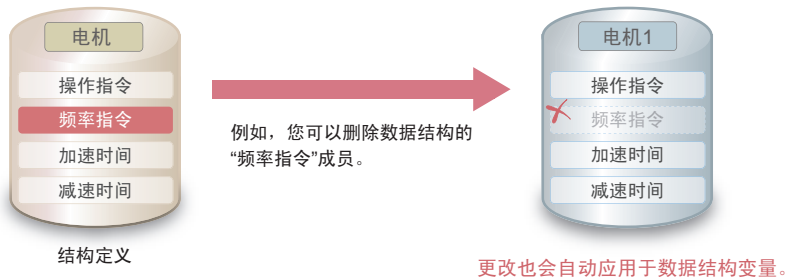 电机
操作指令
频率指令
加速时间
减速时间
结构定义
例如，您可以删除数据结构的
“频率指令”成员。
电机1
操作指令
频率指令
加速时间
减速时间
更改也会自动应用于数据结构变量。